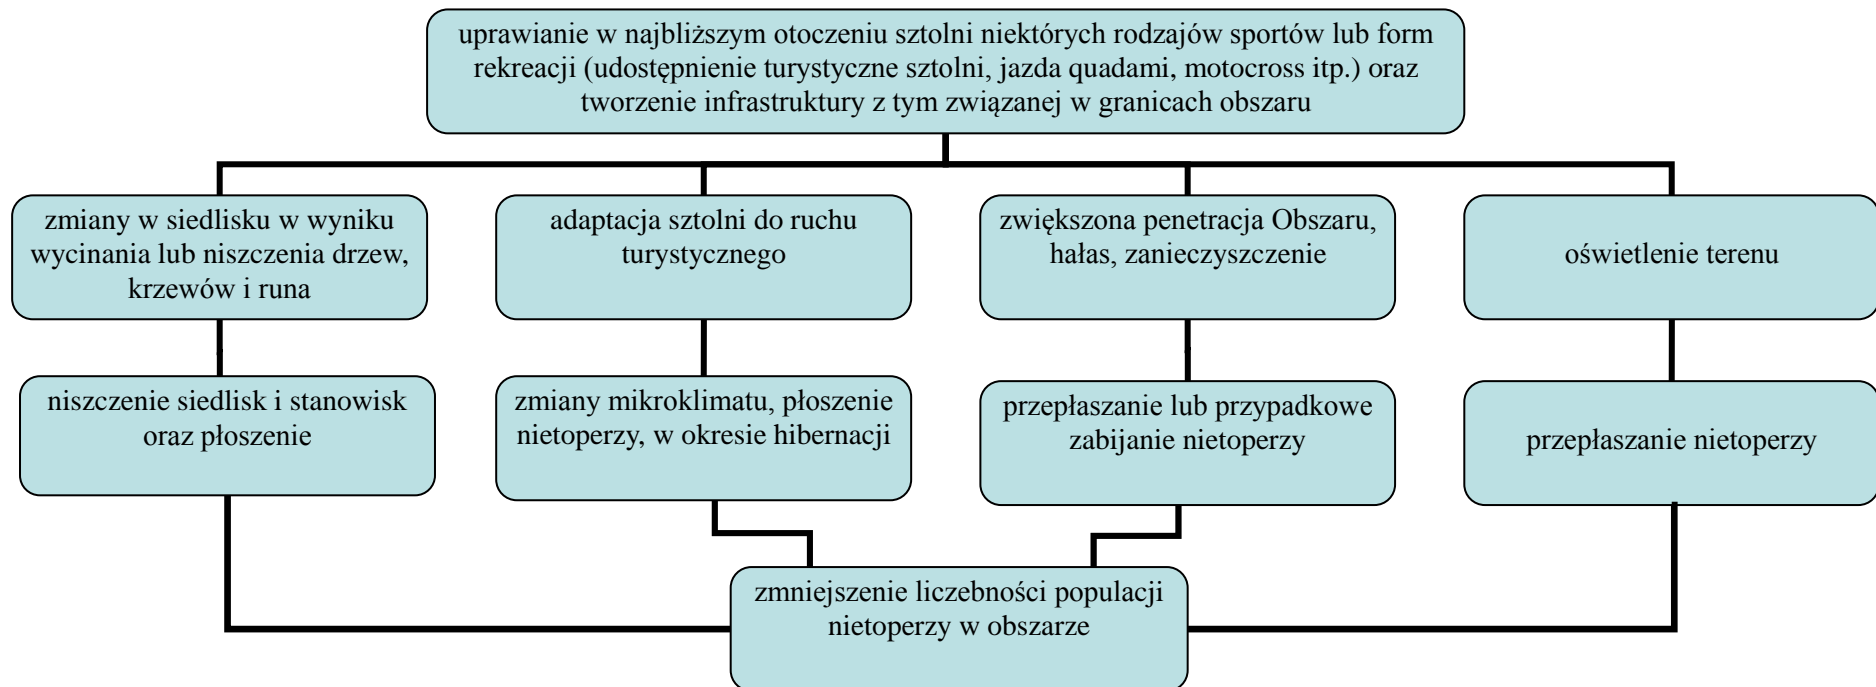 uprawianie w najbliższym otoczeniu sztolni niektórych rodzajów sportów lub form
rekreacji (udostępnienie turystyczne sztolni, jazda quadami, motocross itp.) oraz
tworzenie infrastruktury z tym związanej w granicach obszaru
zmiany w siedlisku w wyniku
wycinania lub niszczenia drzew,
krzewów i runa
adaptacja sztolni do ruchu
turystycznego
zwiększona penetracja Obszaru,
hałas, zanieczyszczenie
oświetlenie terenu
niszczenie siedlisk i stanowisk
oraz płoszenie
zmiany mikroklimatu, płoszenie
nietoperzy, w okresie hibernacji
przepłaszanie lub przypadkowe
zabijanie nietoperzy
przepłaszanie nietoperzy
zmniejszenie liczebności populacji
nietoperzy w obszarze